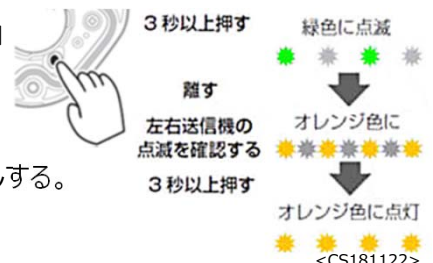 3秒以上押す
緑色に点滅
離す
左右送信機の
点滅を確認する
オレンジ色に
する。
3秒以上押す
オレンジ色に点灯
<CS181122>